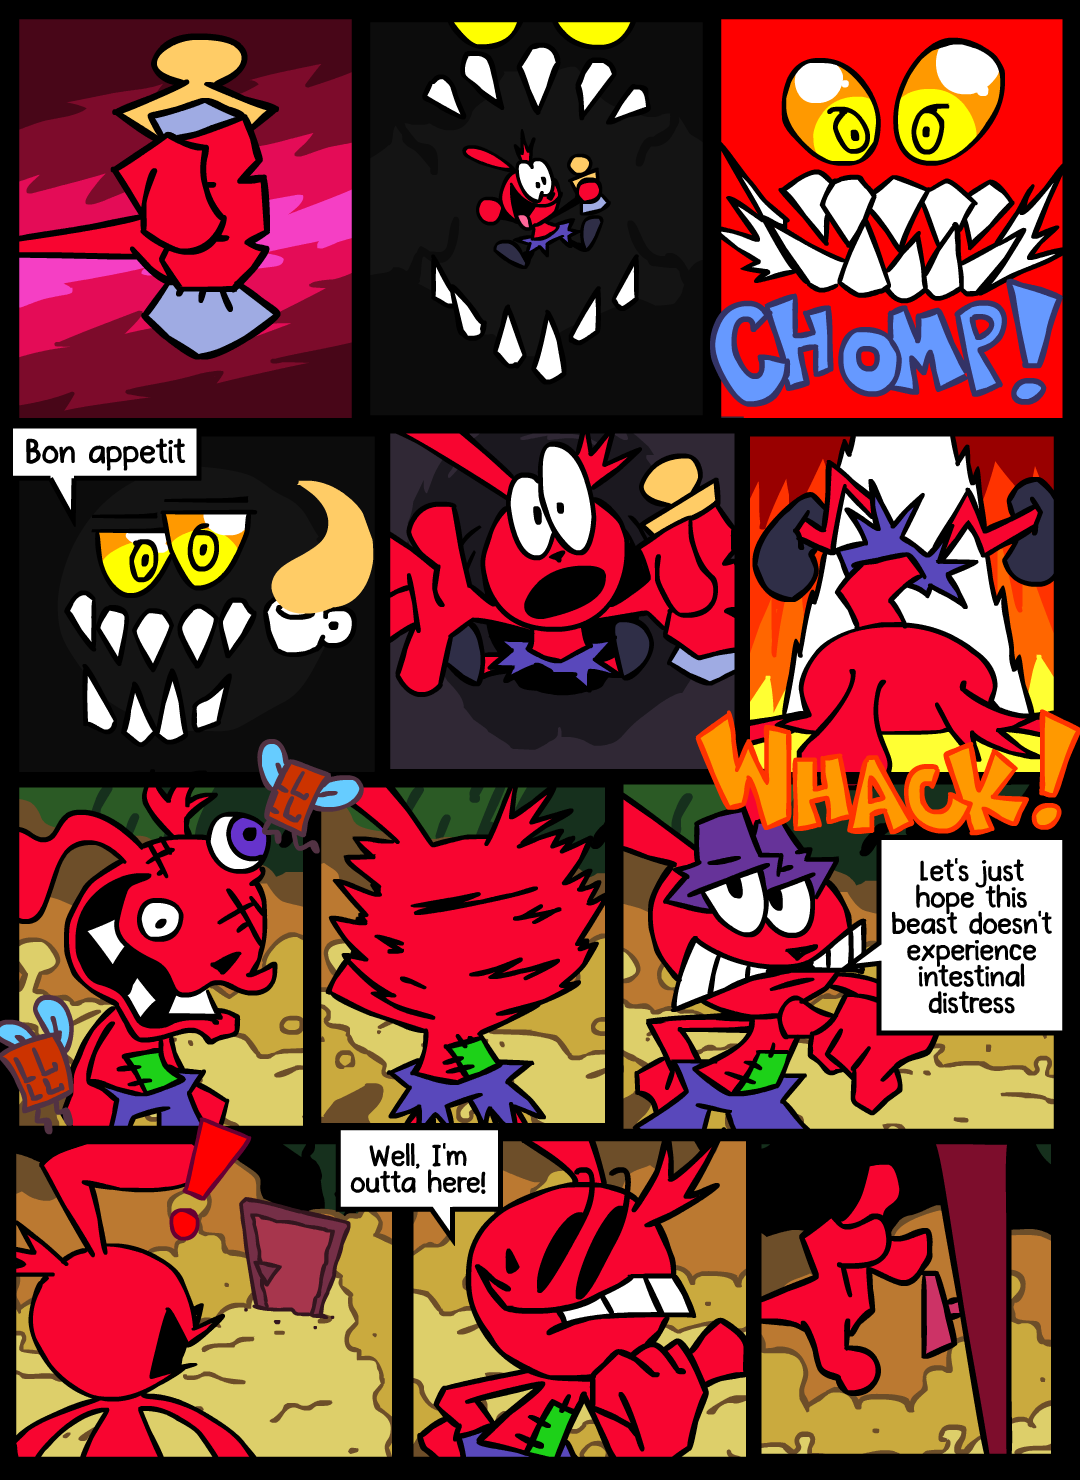 CHOMP!
Bon appetit
WHACK!
Let's just
hope this
beast doesn't
experience
intestinal
distress
Well, I'm
outta here!